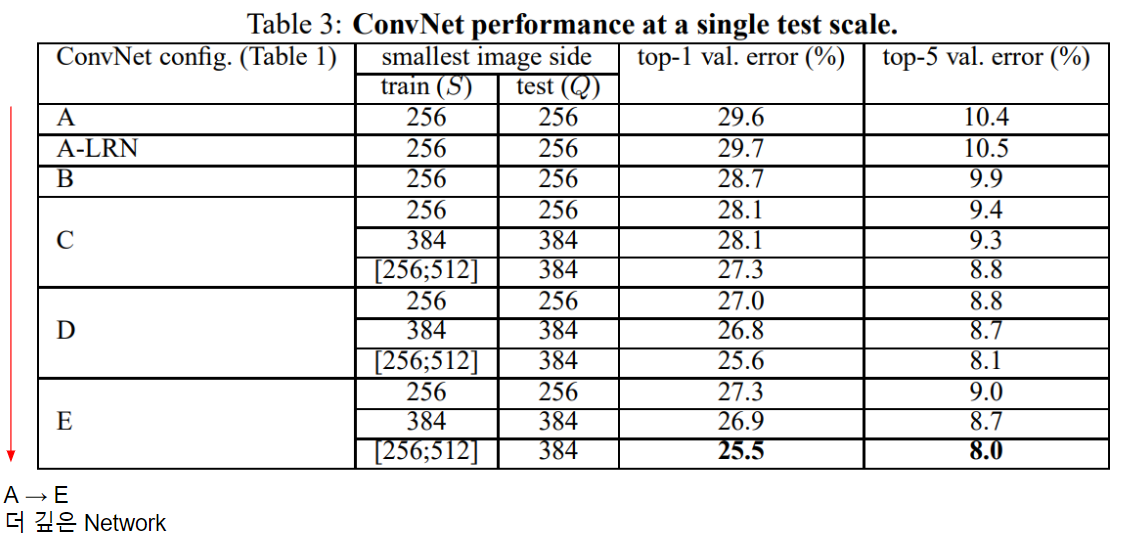 Table 3: ConvNet performance at a single test scale.
ConvNet config. (Table 1) smallest image side top-1 val. error (%) top-5 val. error (%)
train (S) test (Q)
A 256 256 29.6 10.4
A-LRN 256 256 29.7 10.5
B 256 256 28.7 9.9
256 256 28.1 9.4
C 384 384 28.1 9.3
[256;512] 384 27.3 8.8
256 256 27.0 8.8
D 384 384 26.8 8.7
[256;512] 384 25.6 8.1
256 256 27.3 9.0
E 384 384 26.9 8.7
[256;512] 384 25.5 8.0
A → E
더 깊은 Network